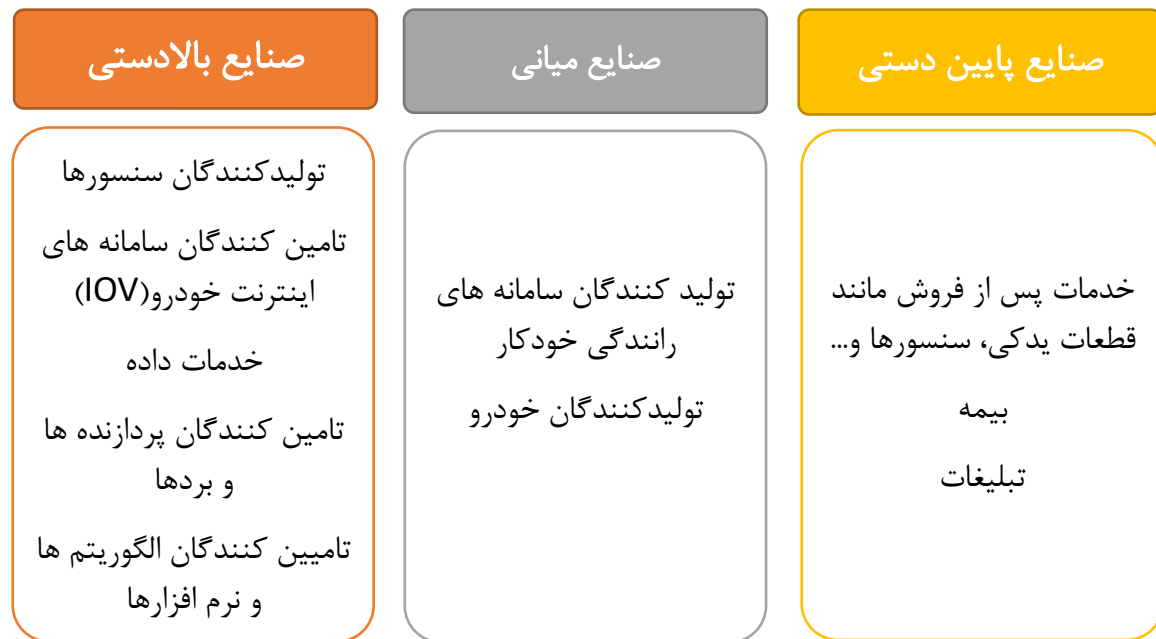 صنایع بالادستی
تولیدکنندگان سنسورها
تامین کنندگان سامانه های
اینترنت خودرو(IOV)
خدمات داده
تامین کنندگان پردازنده ها
و بردها
تامیین کنندگان الگوریتم ها
و نرم افزارها
صنایع میانی
تولید کنندگان سامانه های
رانندگی خودکار
تولیدکنندگان خودرو
صنایع پایین دستی
خدمات پس از فروش مانند
قطعات یدکی، سنسورها و...
بیمه
تبلیغات